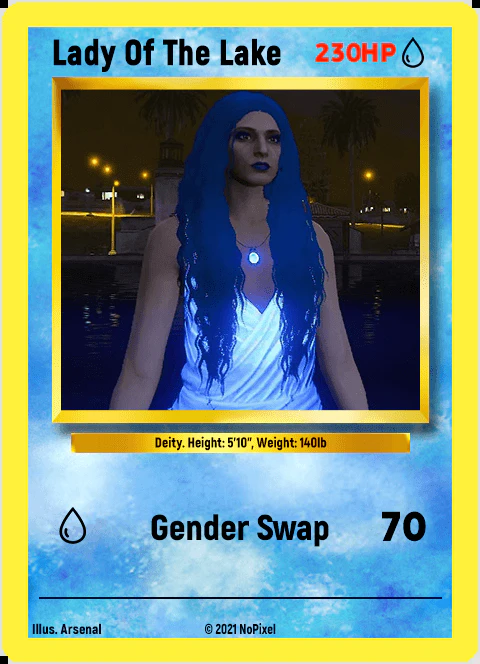 Lady Of The Lake 230HP
Deity. Height: 5'10", Weight: 140lb
Gender Swap 70
Illus. Arsenal © 2021 NoPixel